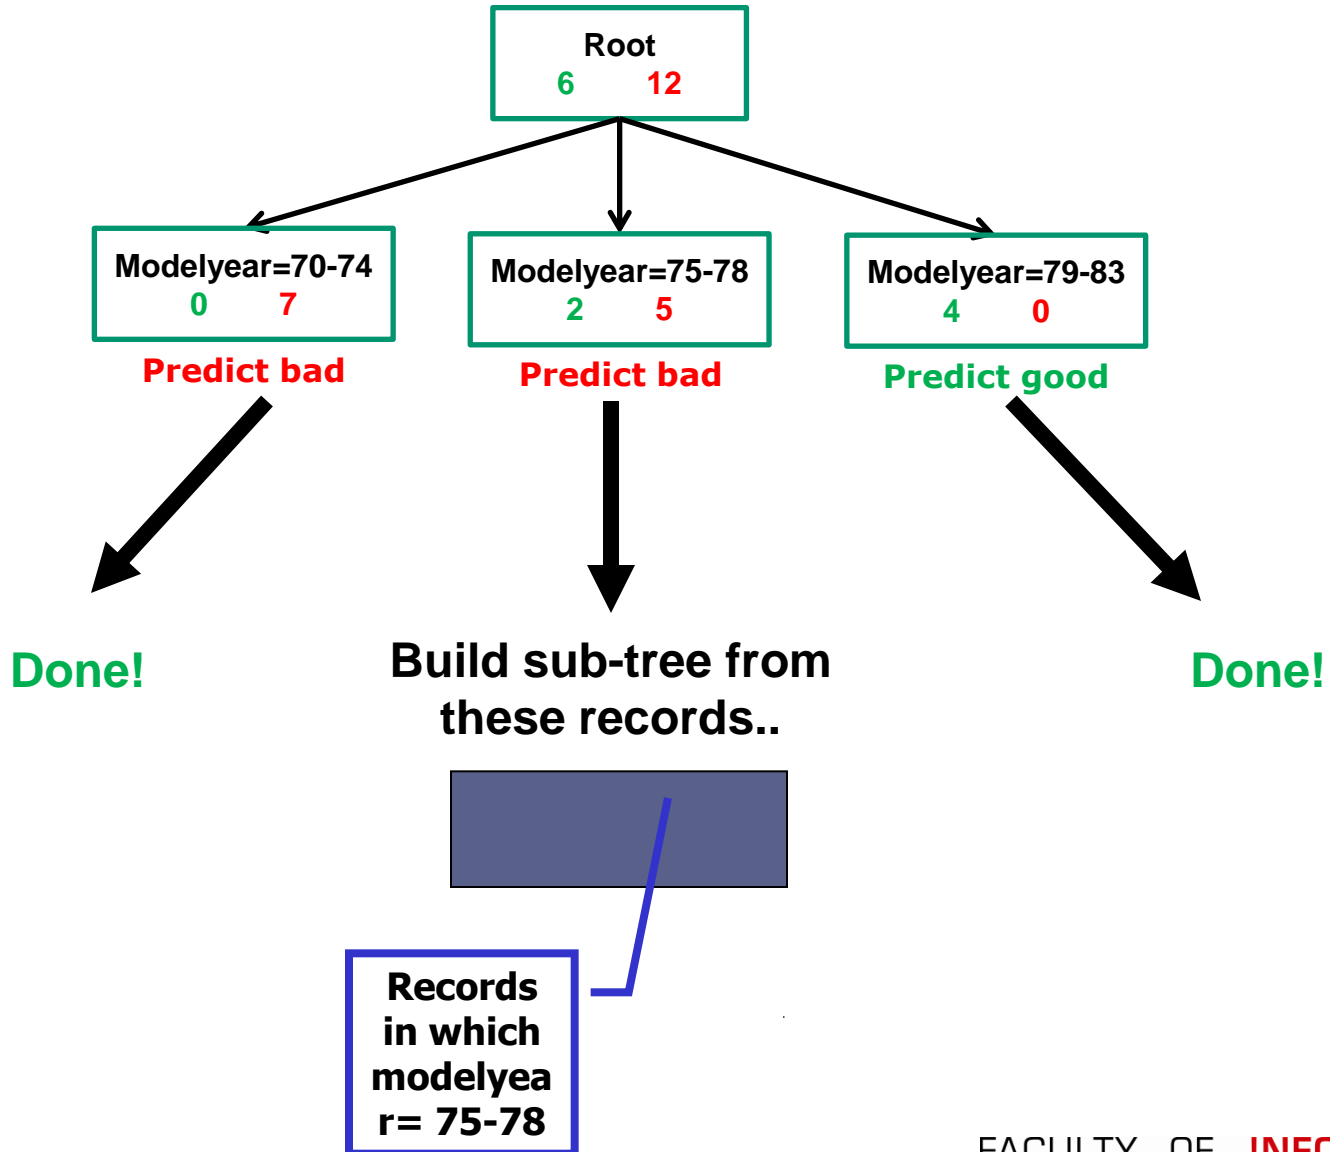 Root
6 12
Modelyear=70-74
0 7
Predict bad
Modelyear=75-78
2 5
Predict bad
Modelyear=79-83
4 0
Predict good
Done!
Build sub-tree from
these records..
Done!
Records
in which
modelyea
r= 75-78
FACULTY OF